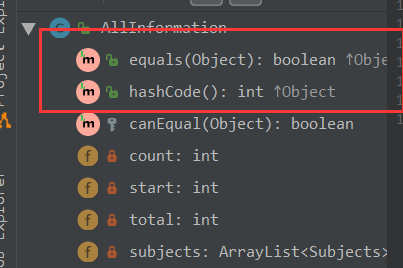 AllInformation
equals(Object): boolean ↑Obje
hashCode(): int ↑Object
canEqual(Object): boolean
count: int
start: int
total: int
subjects: ArrayList<Subjects>
Project
Explorer